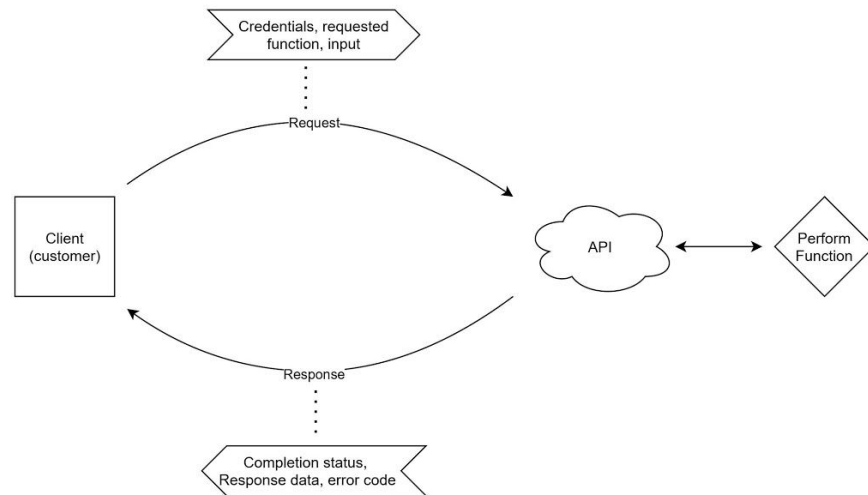 Credentials, requested
function, input
Request
Client
(customer)
API
Perform
Function
Response
Completion status,
Response data, error code